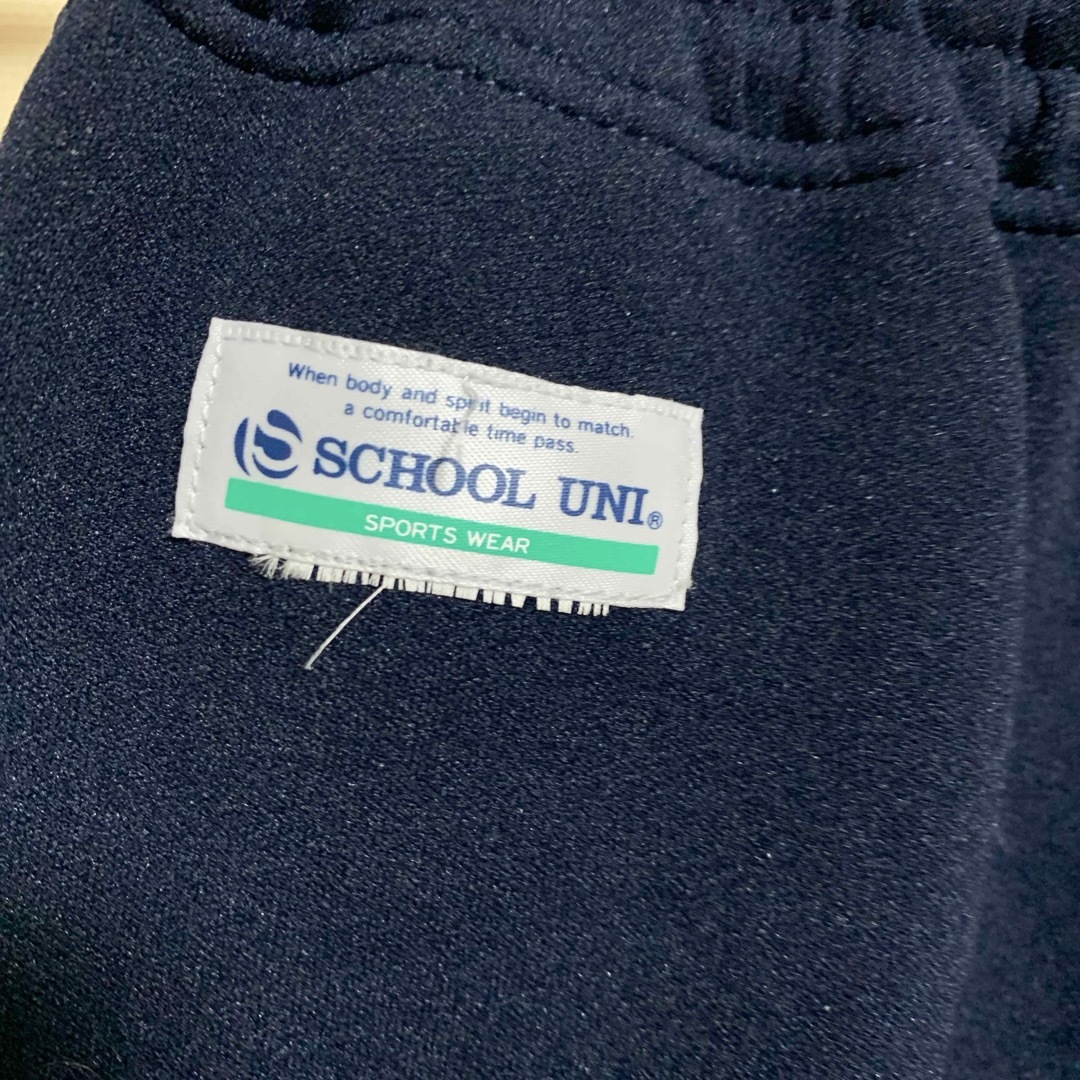 When body and spirit begin to match,
a comfortable time pass.
S SCHOOL UNI®
SPORTS WEAR